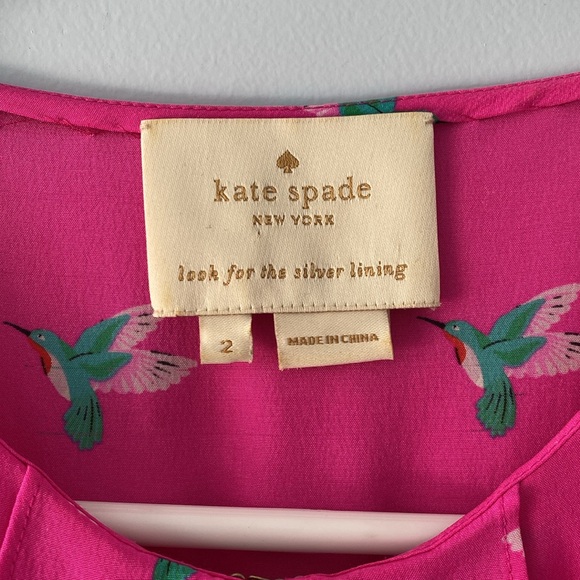 kate spade
NEW YORK
look for the silver lining
2
MADE IN CHINA